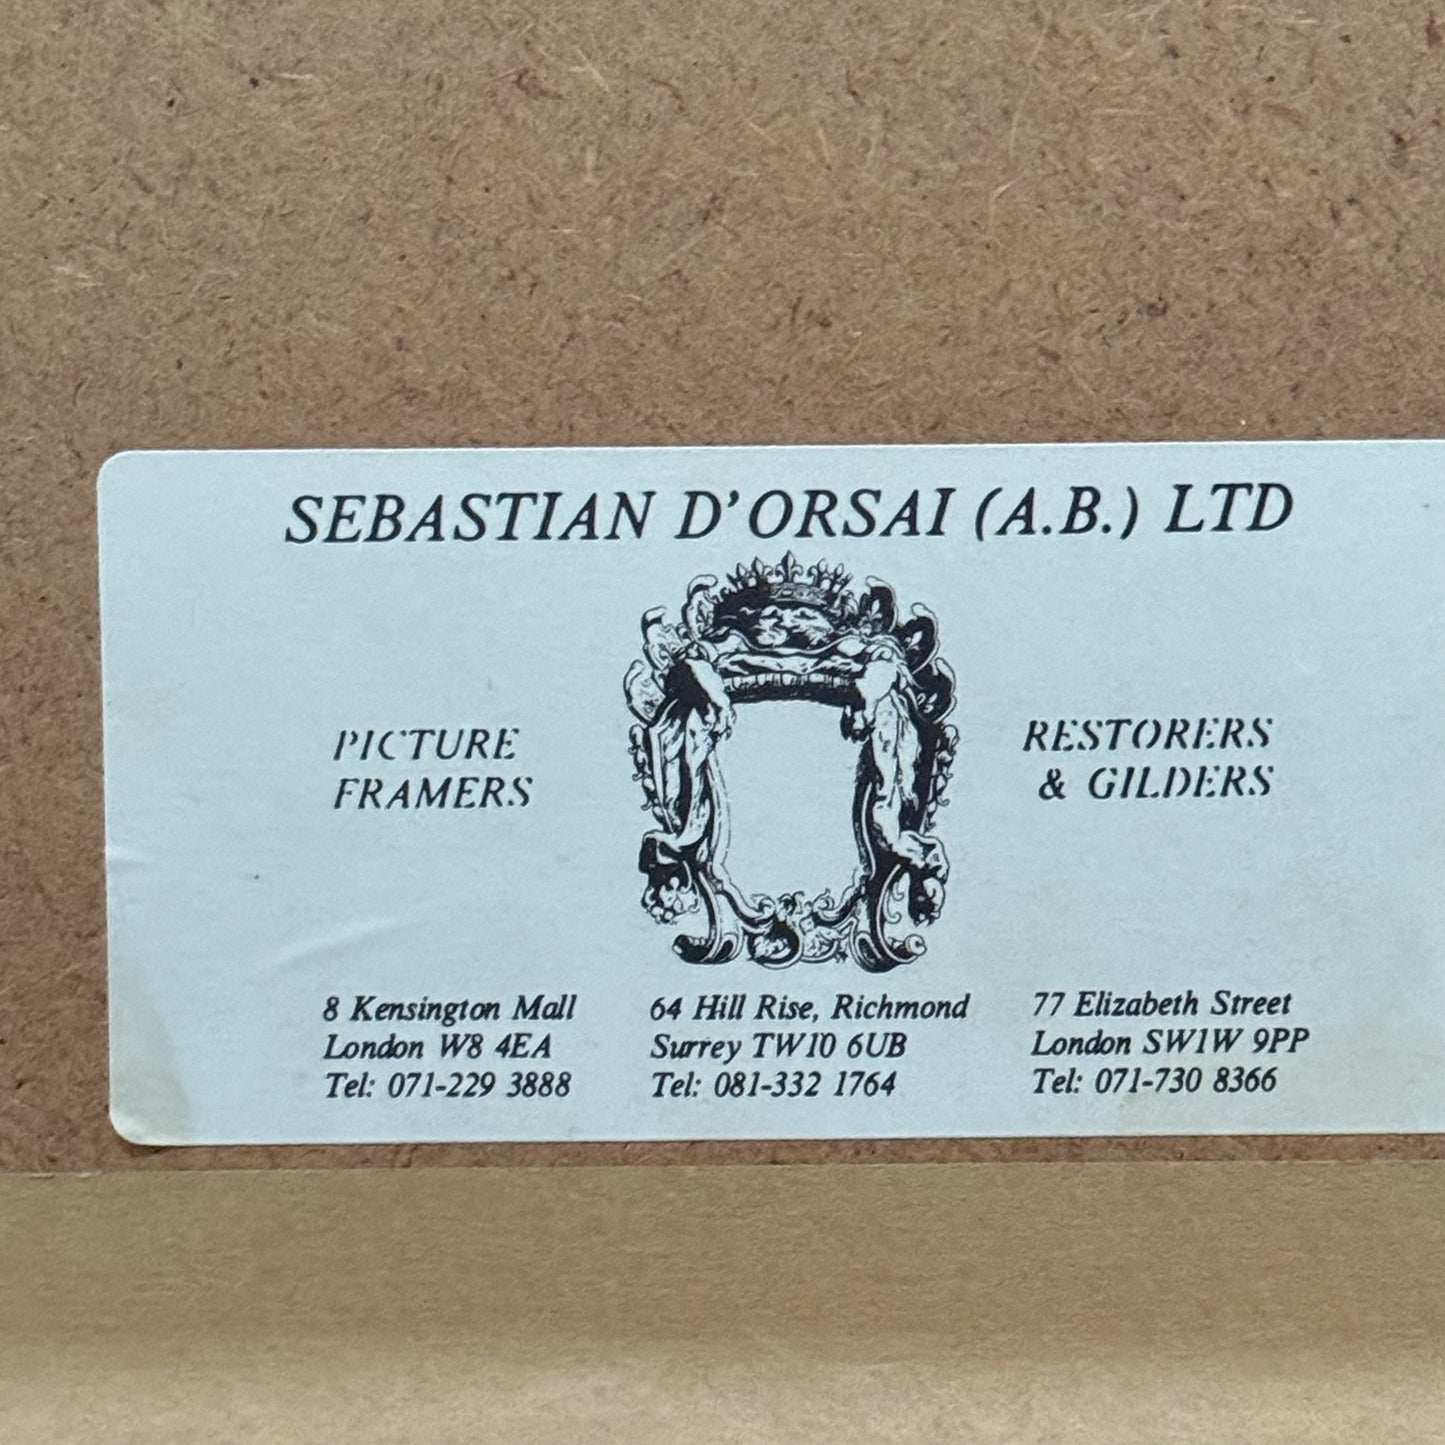 SEBASTIAN D'ORSAI (A.B.) LTD
PICTURE
FRAMERS
RESTORERS
& GILDERS
8 Kensington Mall
London W8 4EA
Tel: 071-229 3888
64 Hill Rise, Richmond
Surrey TW10 6UB
Tel: 081-332 1764
77 Elizabeth Street
London SW1W 9PP
Tel: 071-730 8366